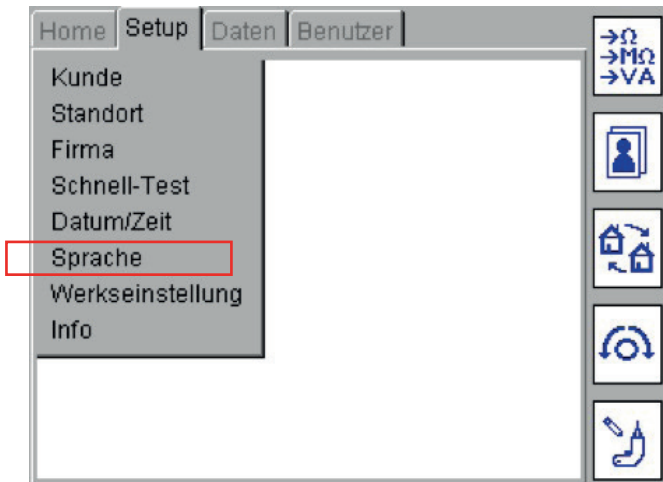 Home Setup Daten Benutzer
Kunde
Standort
Firma
Schnell-Test
Datum/Zeit
Sprache
Werkseinstellung
Info
→Ω
→MΩ
→VA